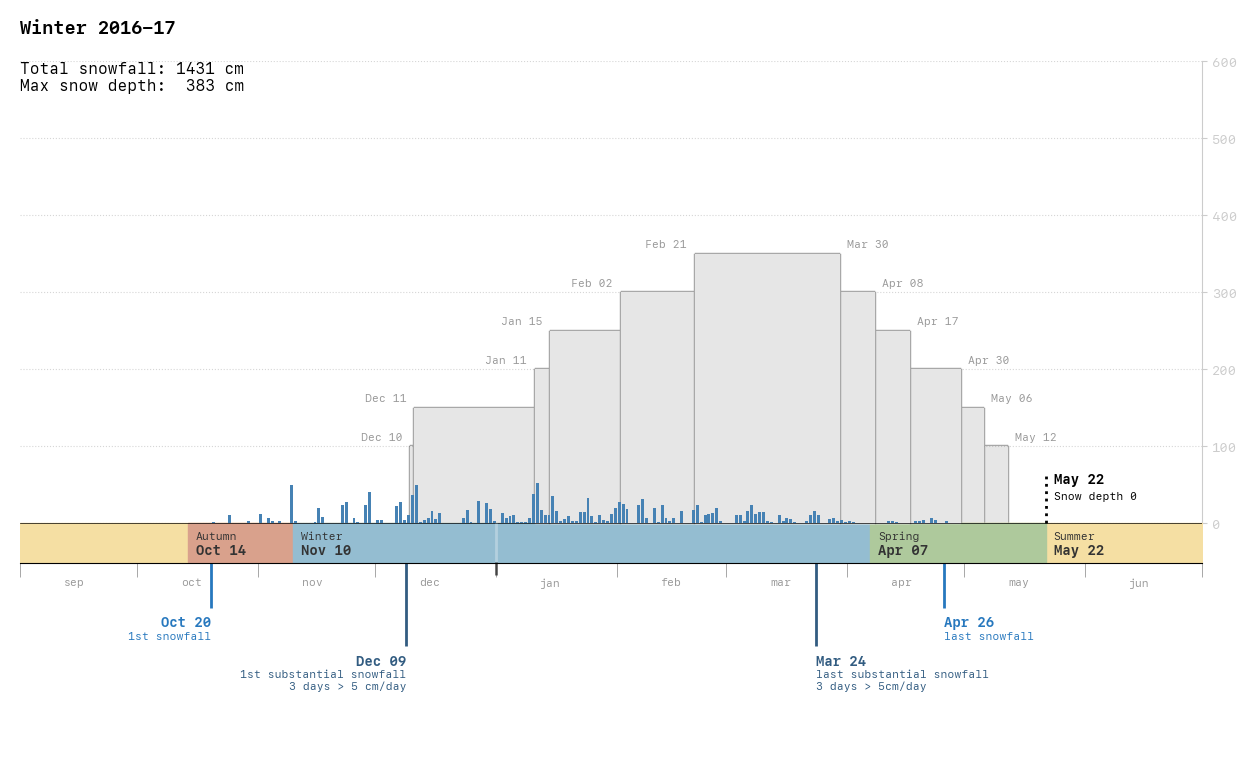 Winter 2016–17
Total snowfall: 1431 cm
Max snow depth:  383 cm
600
500
400
300
200
100
0
Feb 21
Mar 30
Feb 02
Apr 08
Jan 15
Apr 17
Jan 11
Apr 30
Dec 11
May 06
Dec 10
May 12
May 22
Snow depth 0
Autumn
Oct 14
Winter
Nov 10
Spring
Apr 07
Summer
May 22
sep oct nov dec jan feb mar apr may jun
Oct 20
1st snowfall
Apr 26
last snowfall
Dec 09
1st substantial snowfall
3 days > 5 cm/day
Mar 24
last substantial snowfall
3 days > 5cm/day